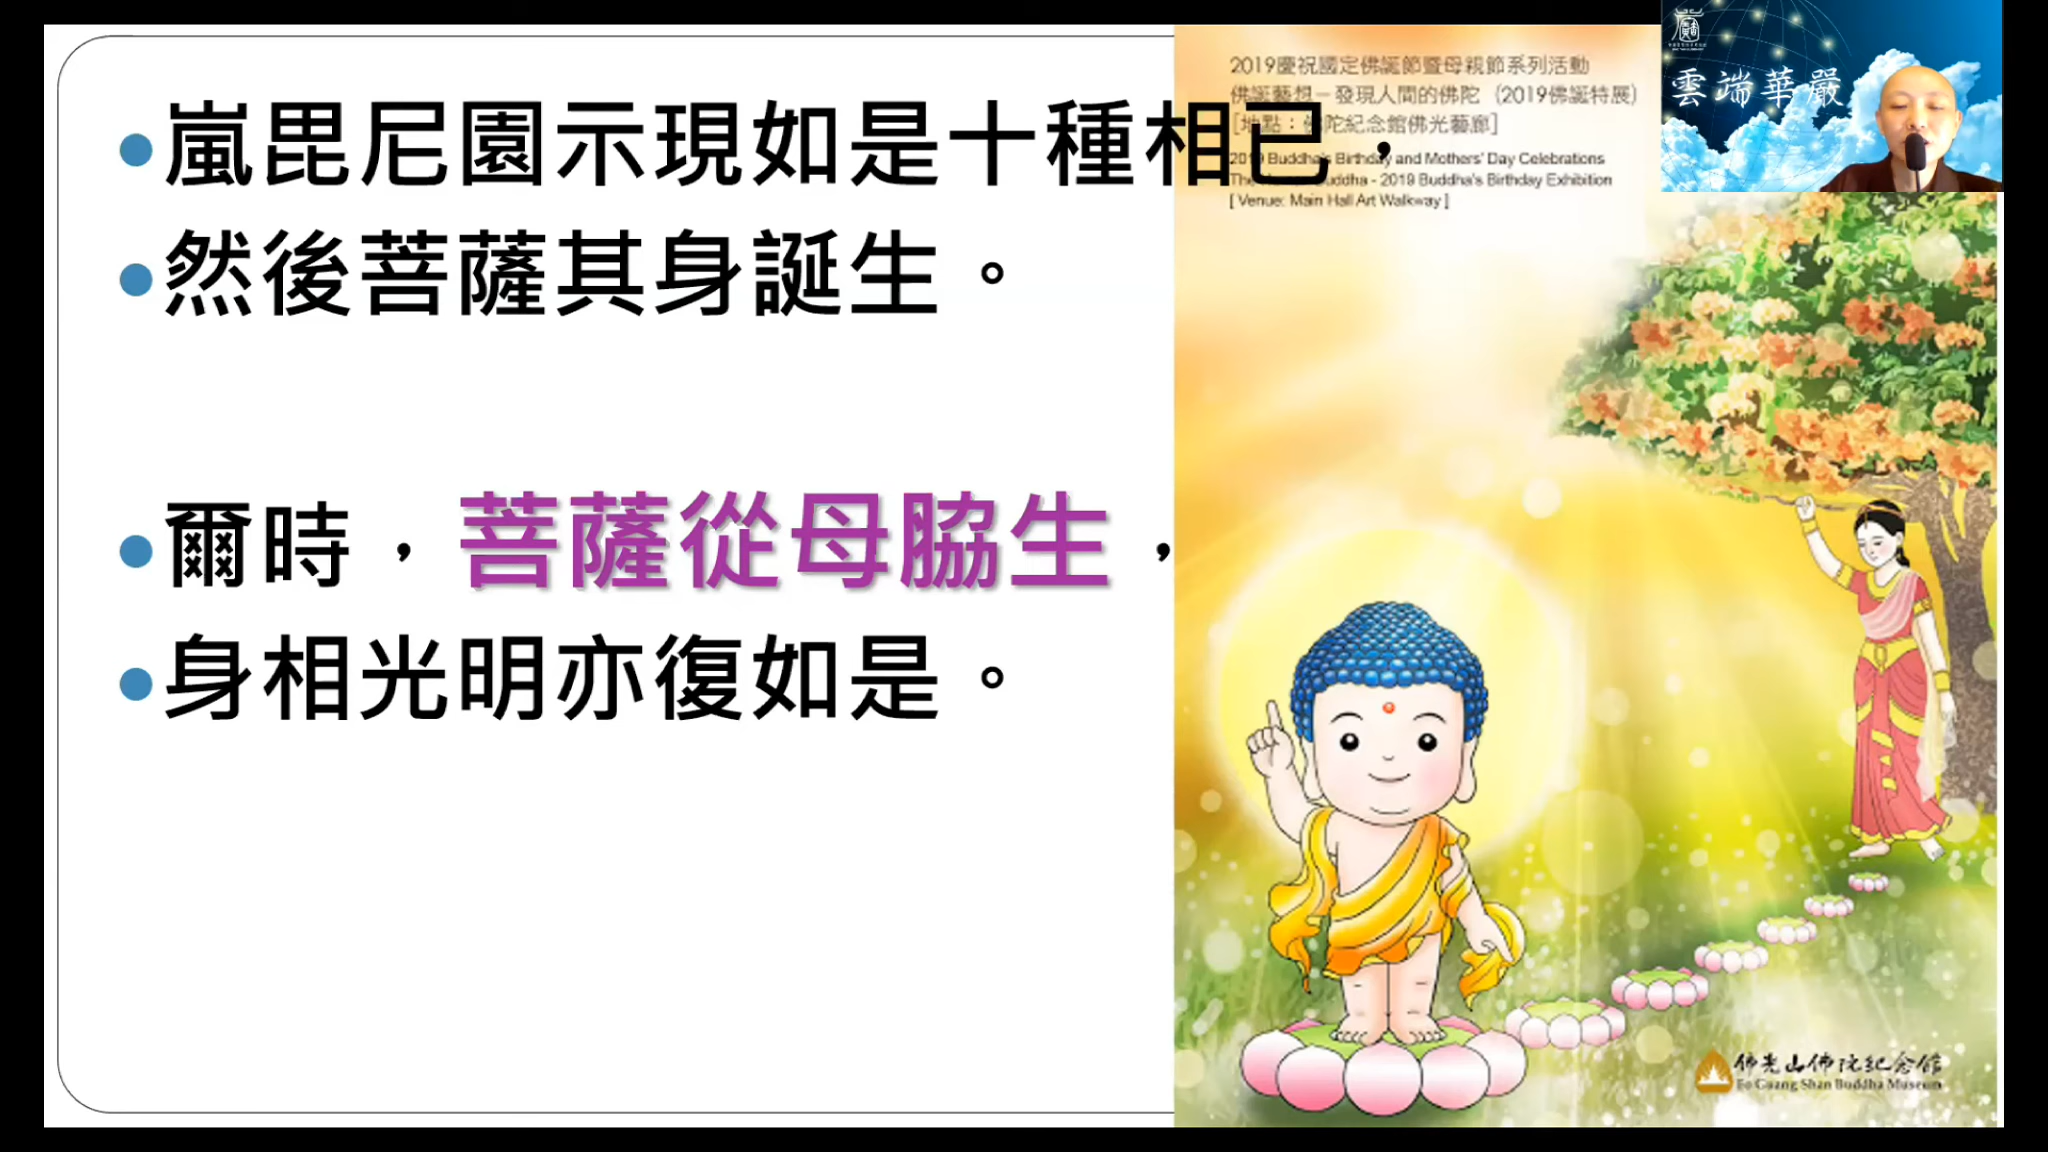 嵐毘尼園示現如是十種相已，
然後菩薩其身誕生。
爾時，菩薩從母脇生，
身相光明亦復如是。
2019慶祝國定佛誕節暨母親節系列活動
佛誕藝想－發現人間的佛陀（2019佛誕特展）
[地點：佛陀紀念館佛光藝廊]
2019 Buddha's Birthday and Mothers' Day Celebrations
Buddha - 2019 Buddha's Birthday Exhibition
[ Venue: Main Hall Art Walkway ]
雲端華嚴
佛光山佛陀紀念館
Fo Guang Shan Buddha Museum